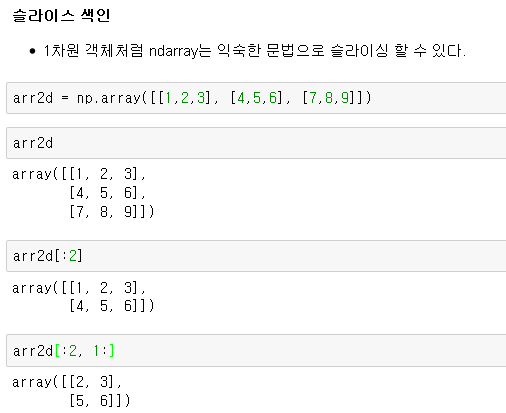 슬라이스 색인
• 1차원 객체처럼 ndarray는 익숙한 문법으로 슬라이싱 할 수 있다.
arr2d = np.array([[1,2,3], [4,5,6], [7,8,9]])
arr2d
array([[1, 2, 3],
       [4, 5, 6],
       [7, 8, 9]])
arr2d[:2]
array([[1, 2, 3],
       [4, 5, 6]])
arr2d[:2, 1:]
array([[2, 3],
       [5, 6]])